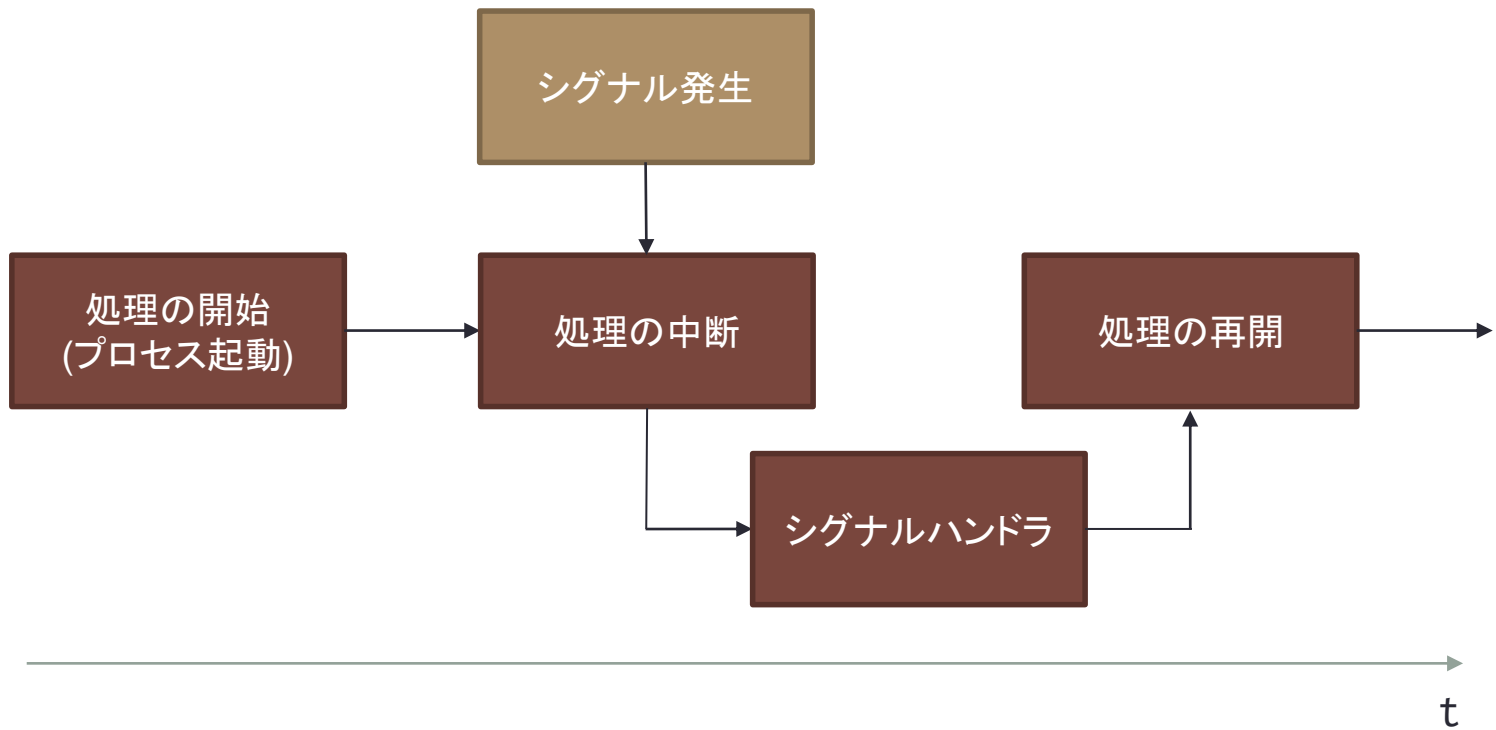 シグナル発生
処理の開始
(プロセス起動)
処理の中断
処理の再開
シグナルハンドラ
t